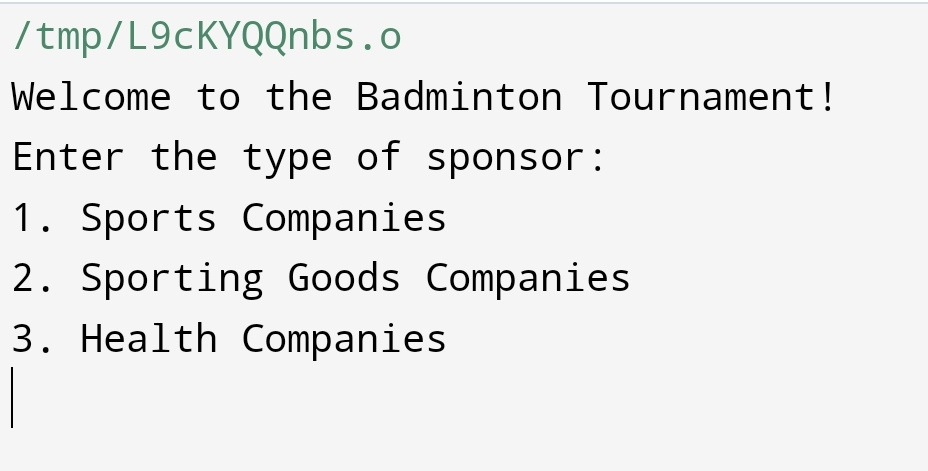 /tmp/L9cKYQQnbs.o
Welcome to the Badminton Tournament!
Enter the type of sponsor:
1. Sports Companies
2. Sporting Goods Companies
3. Health Companies